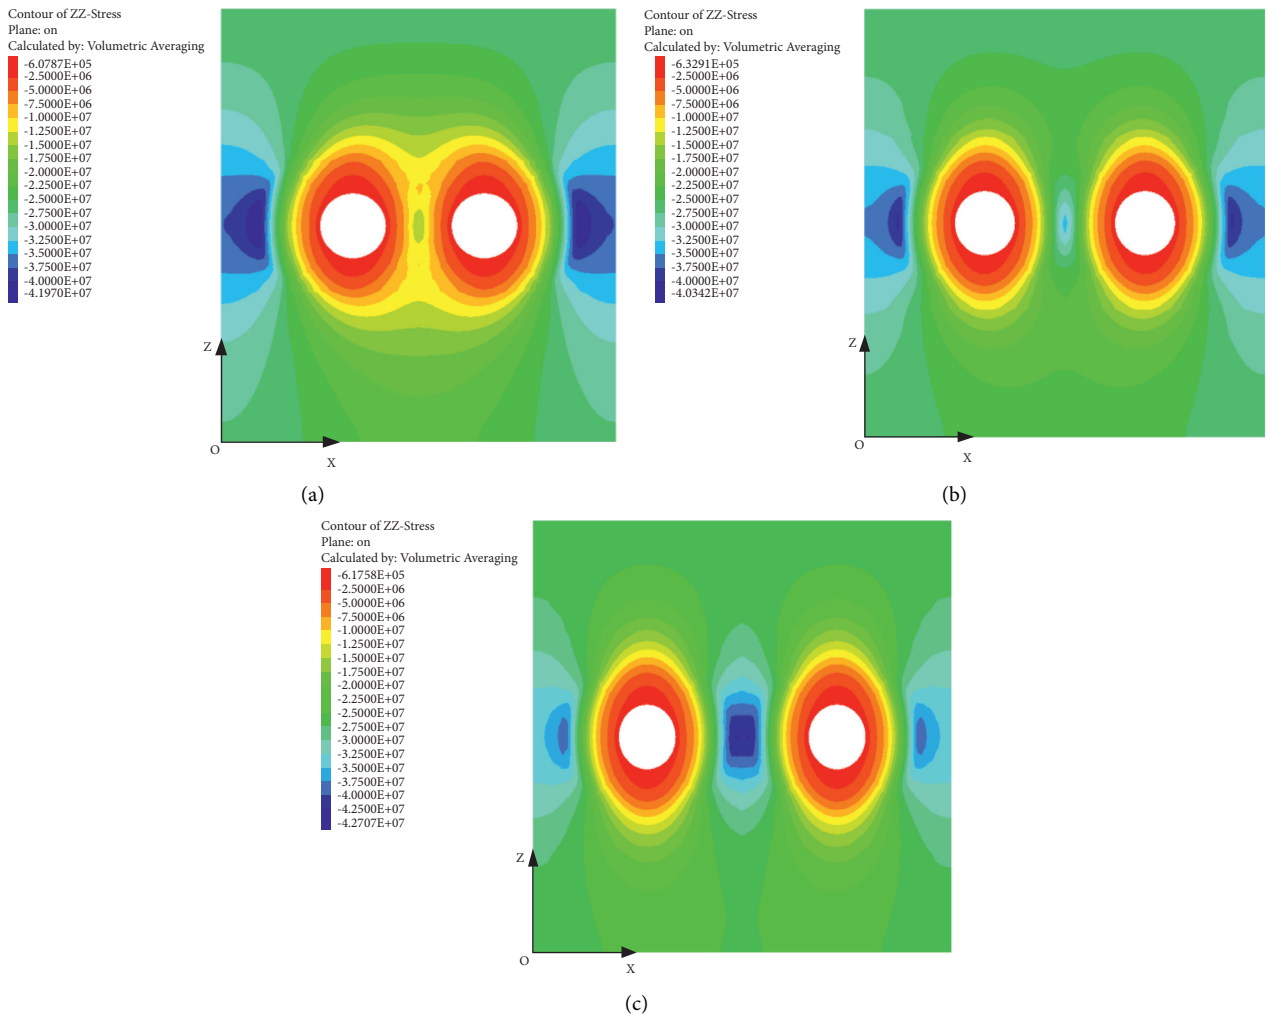 Contour of ZZ-Stress
Plane: on
Calculated by: Volumetric Averaging
-6.0787E+05
-2.5000E+06
-5.0000E+06
-7.5000E+06
-1.0000E+07
-1.2500E+07
-1.5000E+07
-1.7500E+07
-2.0000E+07
-2.2500E+07
-2.5000E+07
-2.7500E+07
-3.0000E+07
-3.2500E+07
-3.5000E+07
-3.7500E+07
-4.0000E+07
-4.1970E+07
Z
O
X
(a)
Contour of ZZ-Stress
Plane: on
Calculated by: Volumetric Averaging
-6.3291E+05
-2.5000E+06
-5.0000E+06
-7.5000E+06
-1.0000E+07
-1.2500E+07
-1.5000E+07
-1.7500E+07
-2.0000E+07
-2.2500E+07
-2.5000E+07
-2.7500E+07
-3.0000E+07
-3.2500E+07
-3.5000E+07
-3.7500E+07
-4.0000E+07
-4.0342E+07
Z
O
X
(b)
Contour of ZZ-Stress
Plane: on
Calculated by: Volumetric Averaging
-6.1758E+05
-2.5000E+06
-5.0000E+06
-7.5000E+06
-1.0000E+07
-1.2500E+07
-1.5000E+07
-1.7500E+07
-2.0000E+07
-2.2500E+07
-2.5000E+07
-2.7500E+07
-3.0000E+07
-3.2500E+07
-3.5000E+07
-3.7500E+07
-4.0000E+07
-4.2500E+07
-4.2707E+07
Z
O
X
(c)